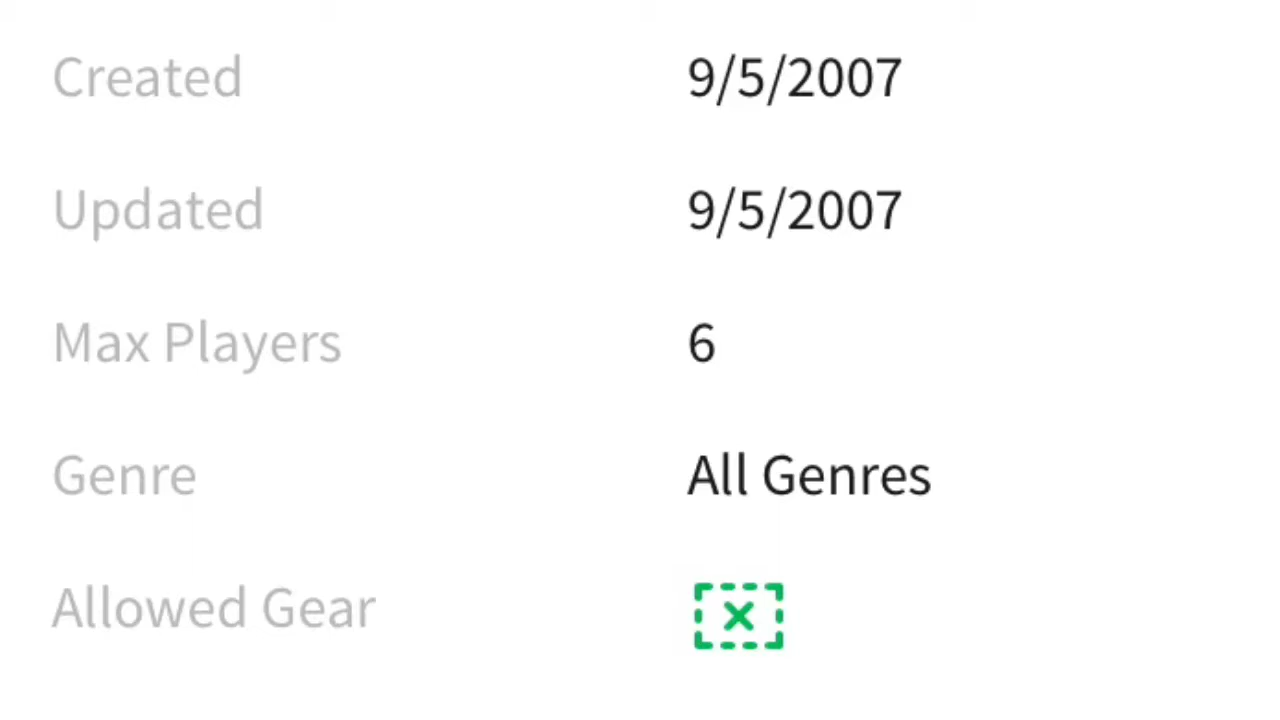 Created 9/5/2007
Updated 9/5/2007
Max Players 6
Genre All Genres
Allowed Gear